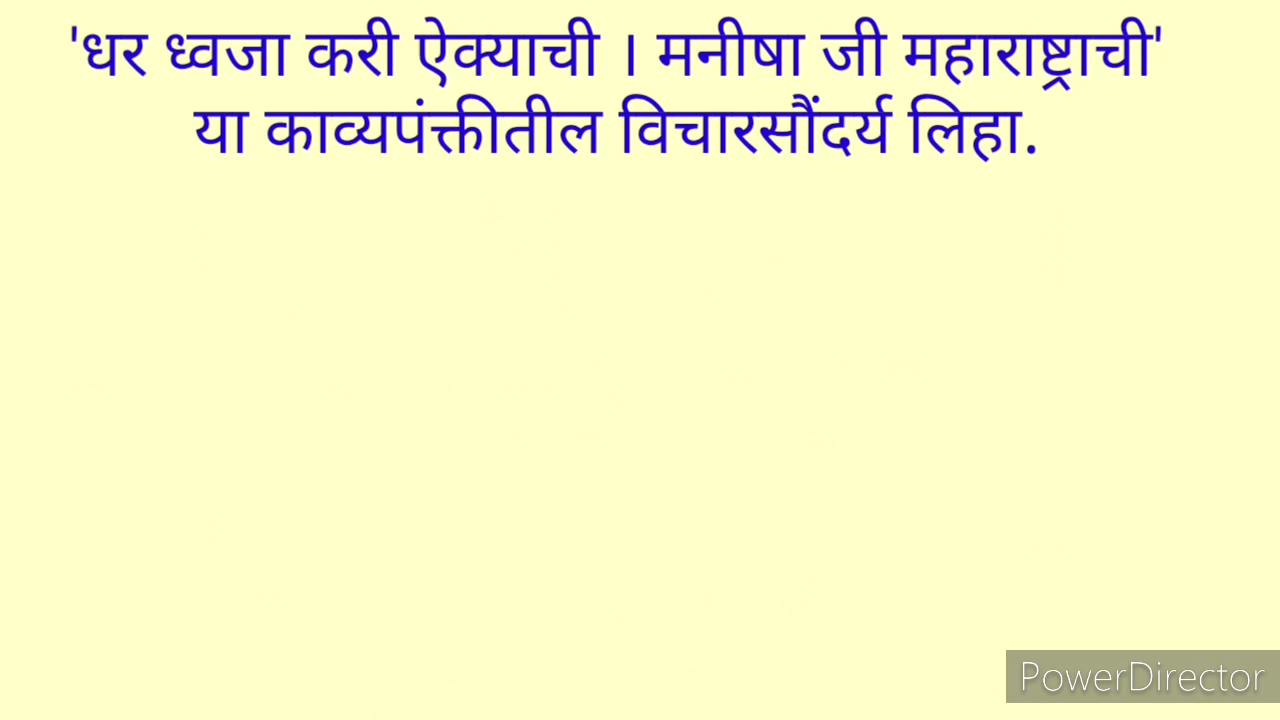 'धर ध्वजा करी ऐक्याची । मनीषा जी महाराष्ट्राची'
या काव्यपंक्तीतील विचारसौंदर्य लिहा.
PowerDirector